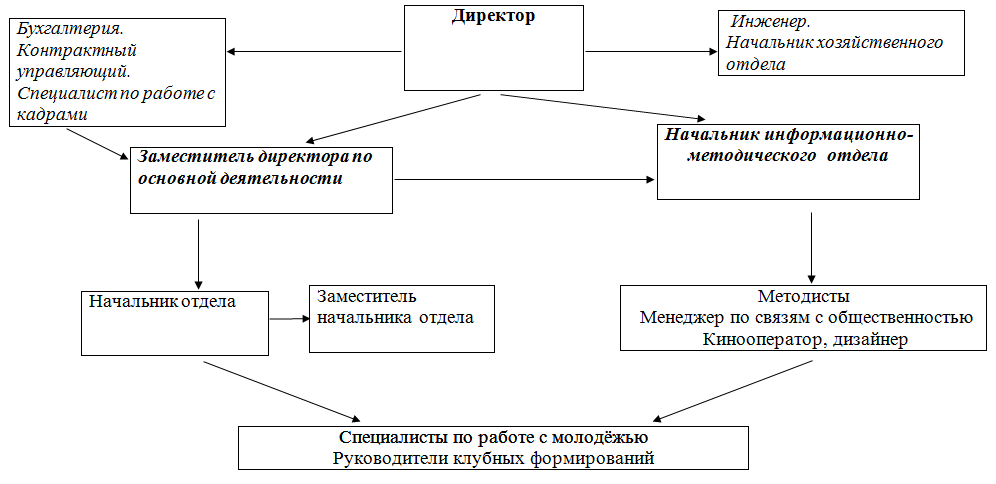 Директор
Бухгалтерия.
Контрактный
управляющий.
Специалист по работе с
кадрами
Инженер.
Начальник хозяйственного
отдела
Заместитель директора по
основной деятельности
Начальник информационно-
методического отдела
Начальник отдела
Заместитель
начальника отдела
Методисты
Менеджер по связям с общественностью
Кинооператор, дизайнер
Специалисты по работе с молодёжью
Руководители клубных формирований